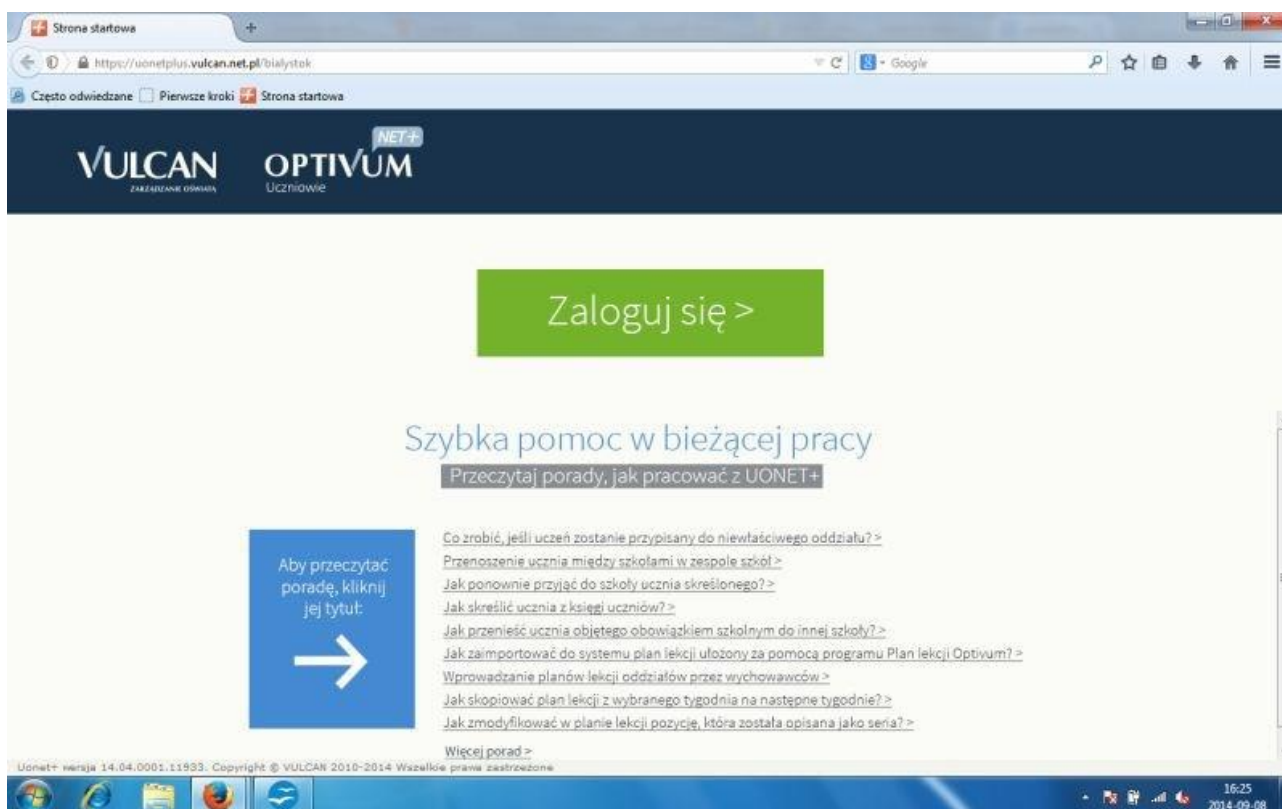 Strona startowa
https://uonetplus.vulcan.net.pl/bialystok
Google
Często odwiedzane Pierwsze kroki Strona startowa
VULCAN
ZARZĄDZANIE OŚWIATĄ
NET+
OPTIVUM
Uczniowie
Zaloguj się >
Szybka pomoc w bieżącej pracy
Przeczytaj porady, jak pracować z UONET+
Aby przeczytać
poradę, kliknij
jej tytuł:
Co zrobić, jeśli uczeń zostanie przypisany do niewłaściwego oddziału? >
Przenoszenie ucznia między szkołami w zespole szkół >
Jak ponownie przyjąć do szkoły ucznia skreślonego? >
Jak skreślić ucznia z księgi uczniów? >
Jak przenieść ucznia objętego obowiązkiem szkolnym do innej szkoły? >
Jak zaimportować do systemu plan lekcji ułożony za pomocą programu Plan lekcji Optivum? >
Wprowadzanie planów lekcji oddziałów przez wychowawców >
Jak skopiować plan lekcji z wybranego tygodnia na następne tygodnie? >
Jak zmodyfikować w planie lekcji pozycję, która została opisana jako seria? >
Więcej porad >
Uonet+ wersja 14.04.0001.11933. Copyright © VULCAN 2010-2014 Wszelkie prawa zastrzeżone
16:25
2014-09-08